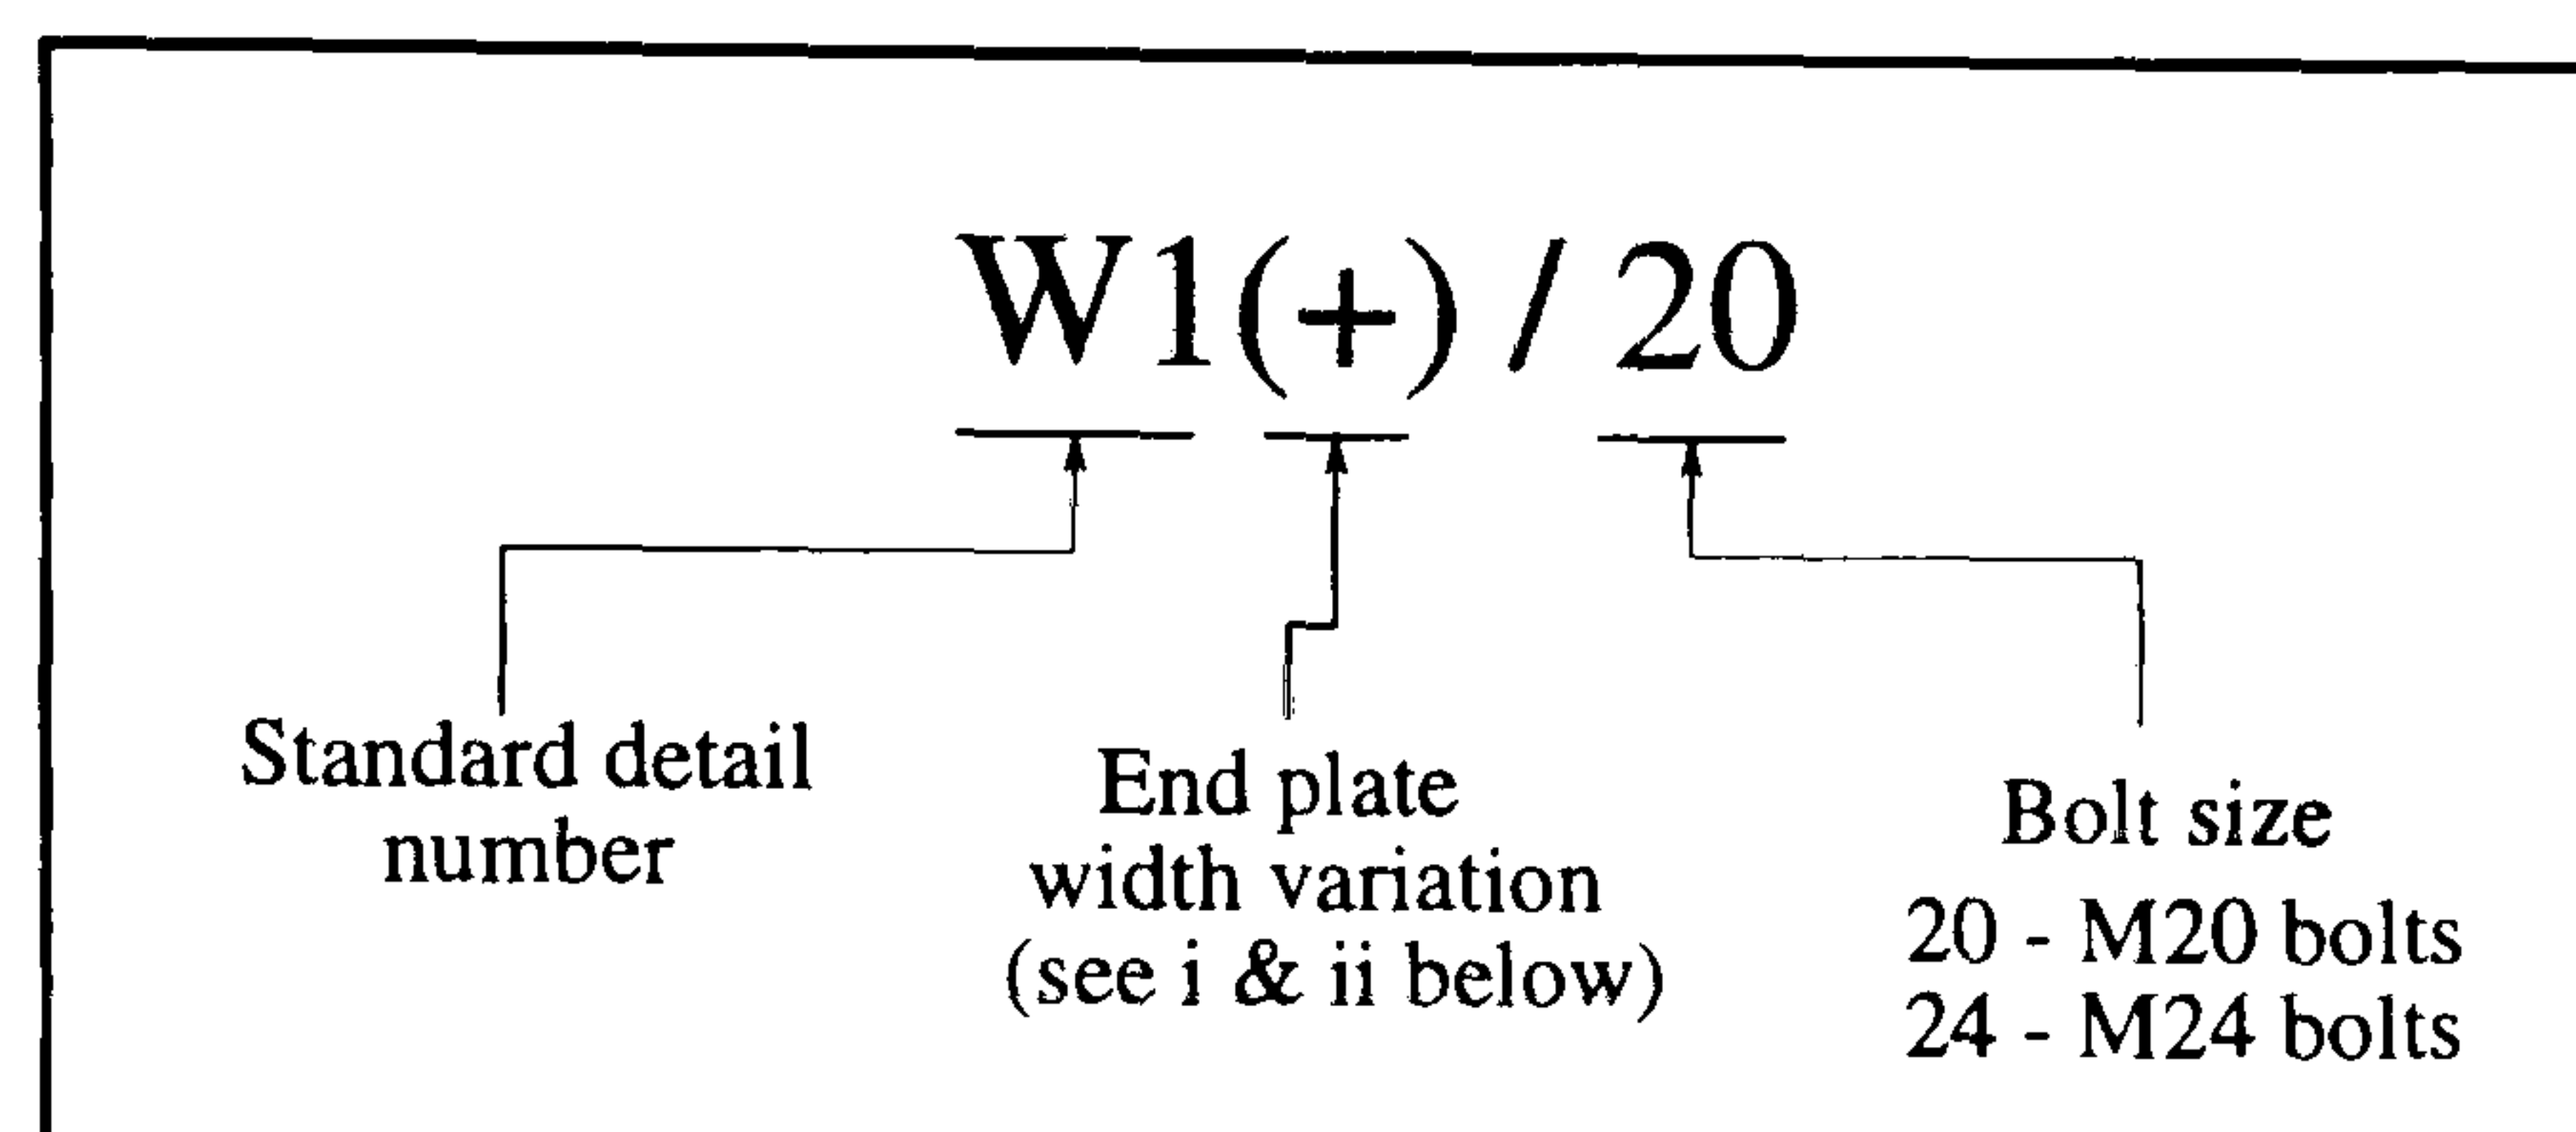 W1(+) / 20
Standard detail
number
End plate
width variation
(see i & ii below)
Bolt size
20 - M20 bolts
24 - M24 bolts